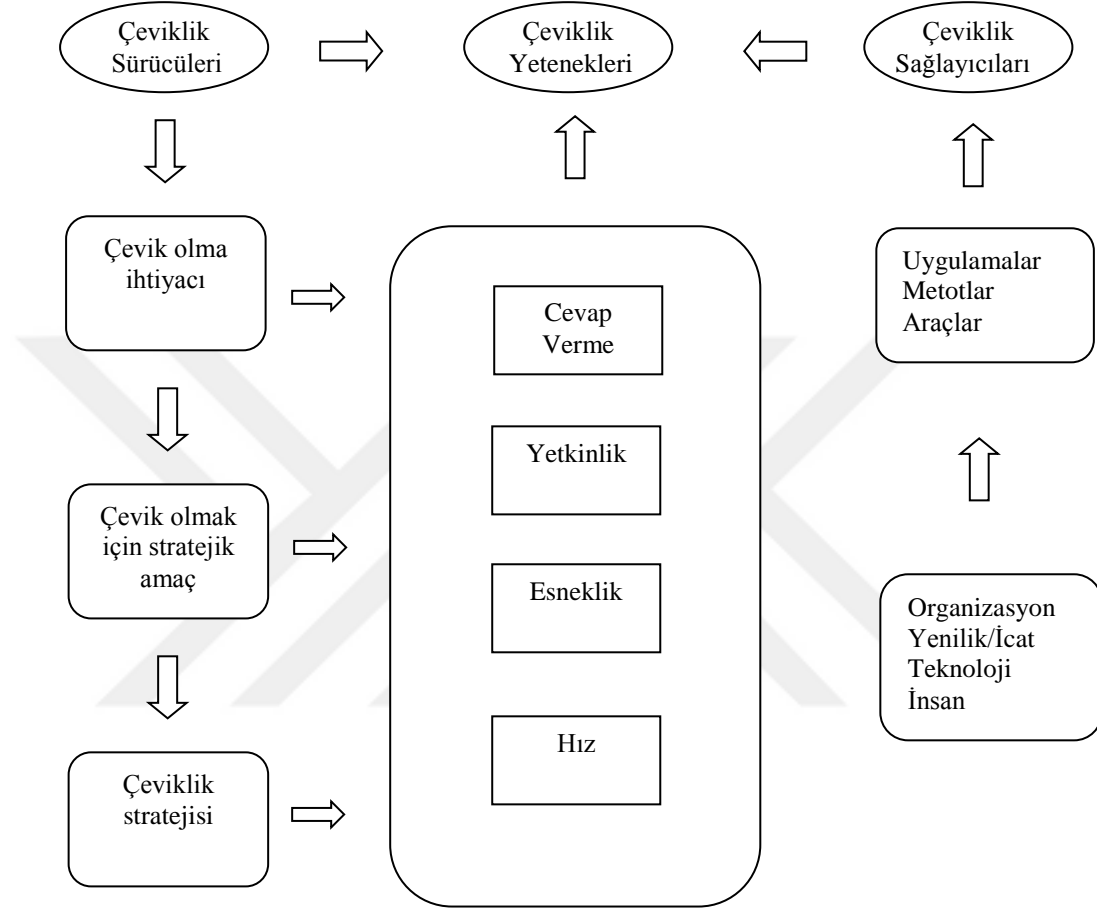 Çeviklik
Sürücüleri
Çeviklik
Yetenekleri
Çeviklik
Sağlayıcıları
Çevik olma
ihtiyacı
Çevik olmak
için stratejik
amaç
Çeviklik
stratejisi
Cevap
Verme
Yetkinlik
Esneklik
Hız
Uygulamalar
Metotlar
Araçlar
Organizasyon
Yenilik/İcat
Teknoloji
İnsan